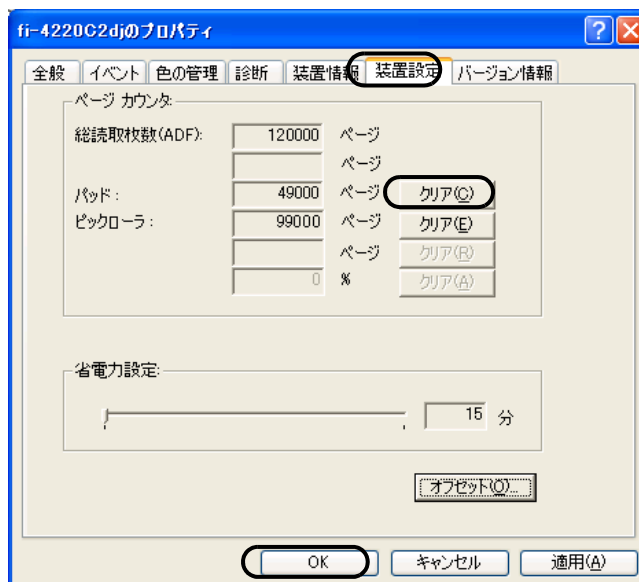 fi-4220C2djのプロパティ
全般 イベント 色の管理 診断 装置情報 装置設定 バージョン情報
ページ カウンタ:
総読取枚数(ADF): 120000 ページ
ページ
パッド: 49000 ページ クリア(C)
ピックローラ: 99000 ページ クリア(E)
ページ クリア(R)
0 % クリア(A)
省電力設定:
15 分
オフセット(O)...
OK キャンセル 適用(A)